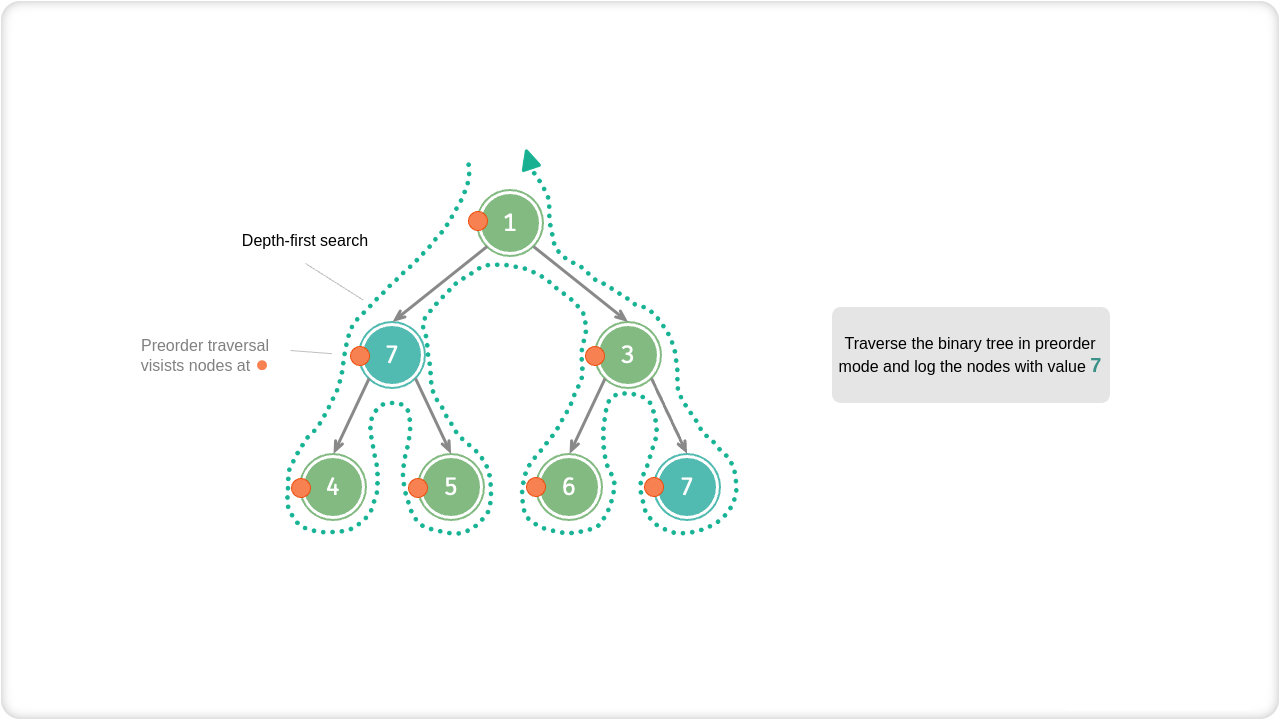 1
Depth-first search
Preorder traversal
visists nodes at
7
3
Traverse the binary tree in preorder
mode and log the nodes with value 7
4
5
6
7